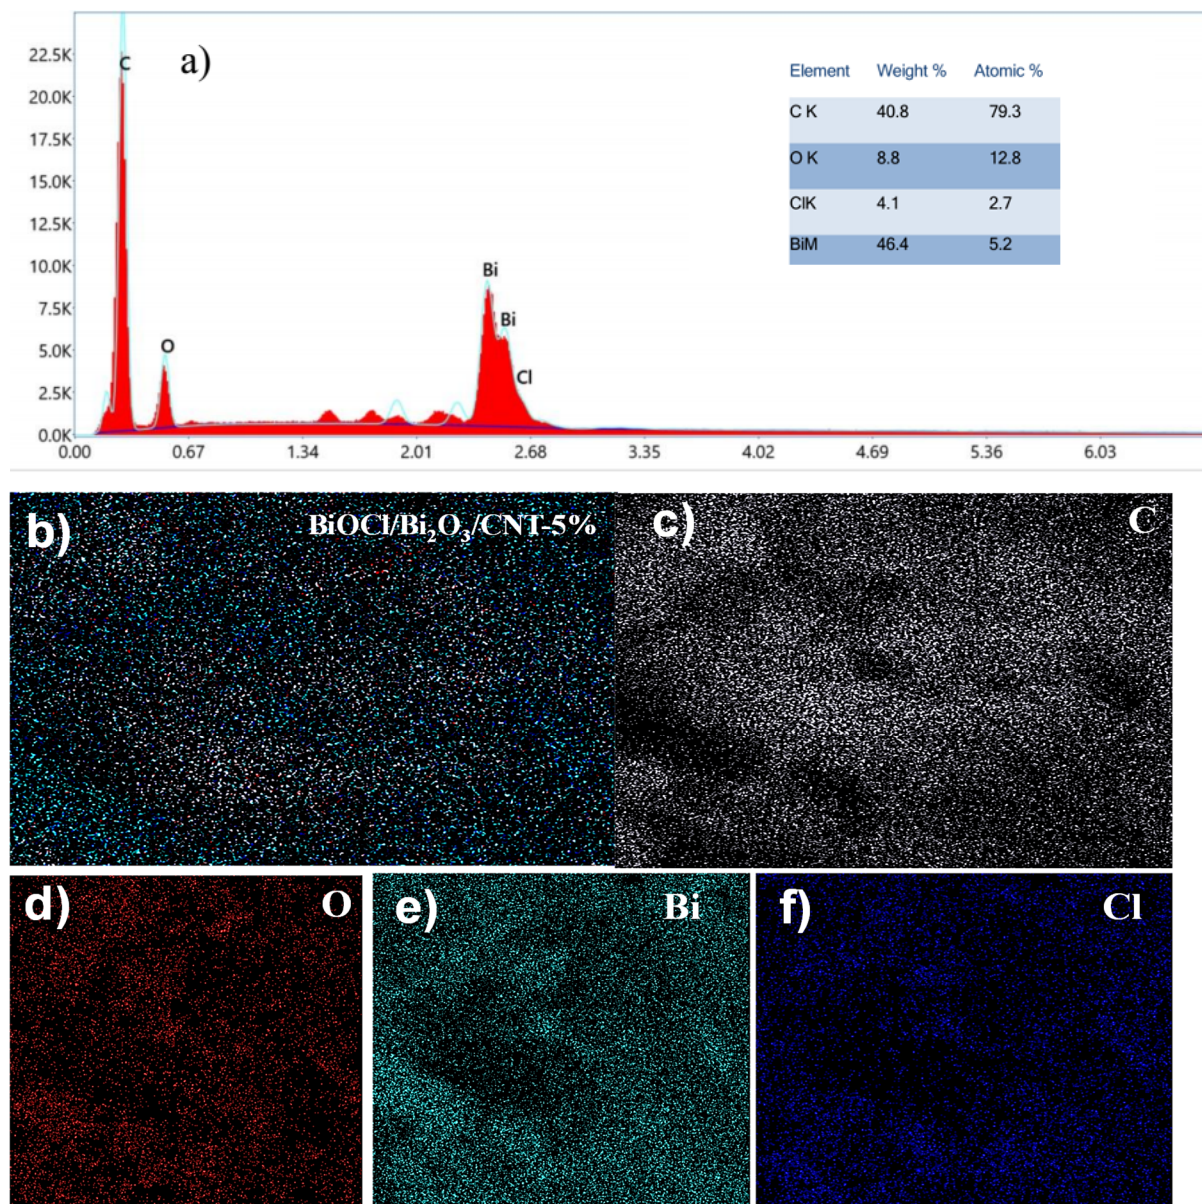 a)
22.5K
20.0K
17.5K
15.0K
12.5K
10.0K
7.5K
5.0K
2.5K
0.0K
C
O
Bi
Bi
Cl
0.00 0.67 1.34 2.01 2.68 3.35 4.02 4.69 5.36 6.03
Element Weight % Atomic %
C K 40.8 79.3
O K 8.8 12.8
ClK 4.1 2.7
BiM 46.4 5.2
b) BiOCl/Bi₂O₃/CNT-5%
c) C
d) O
e) Bi
f) Cl